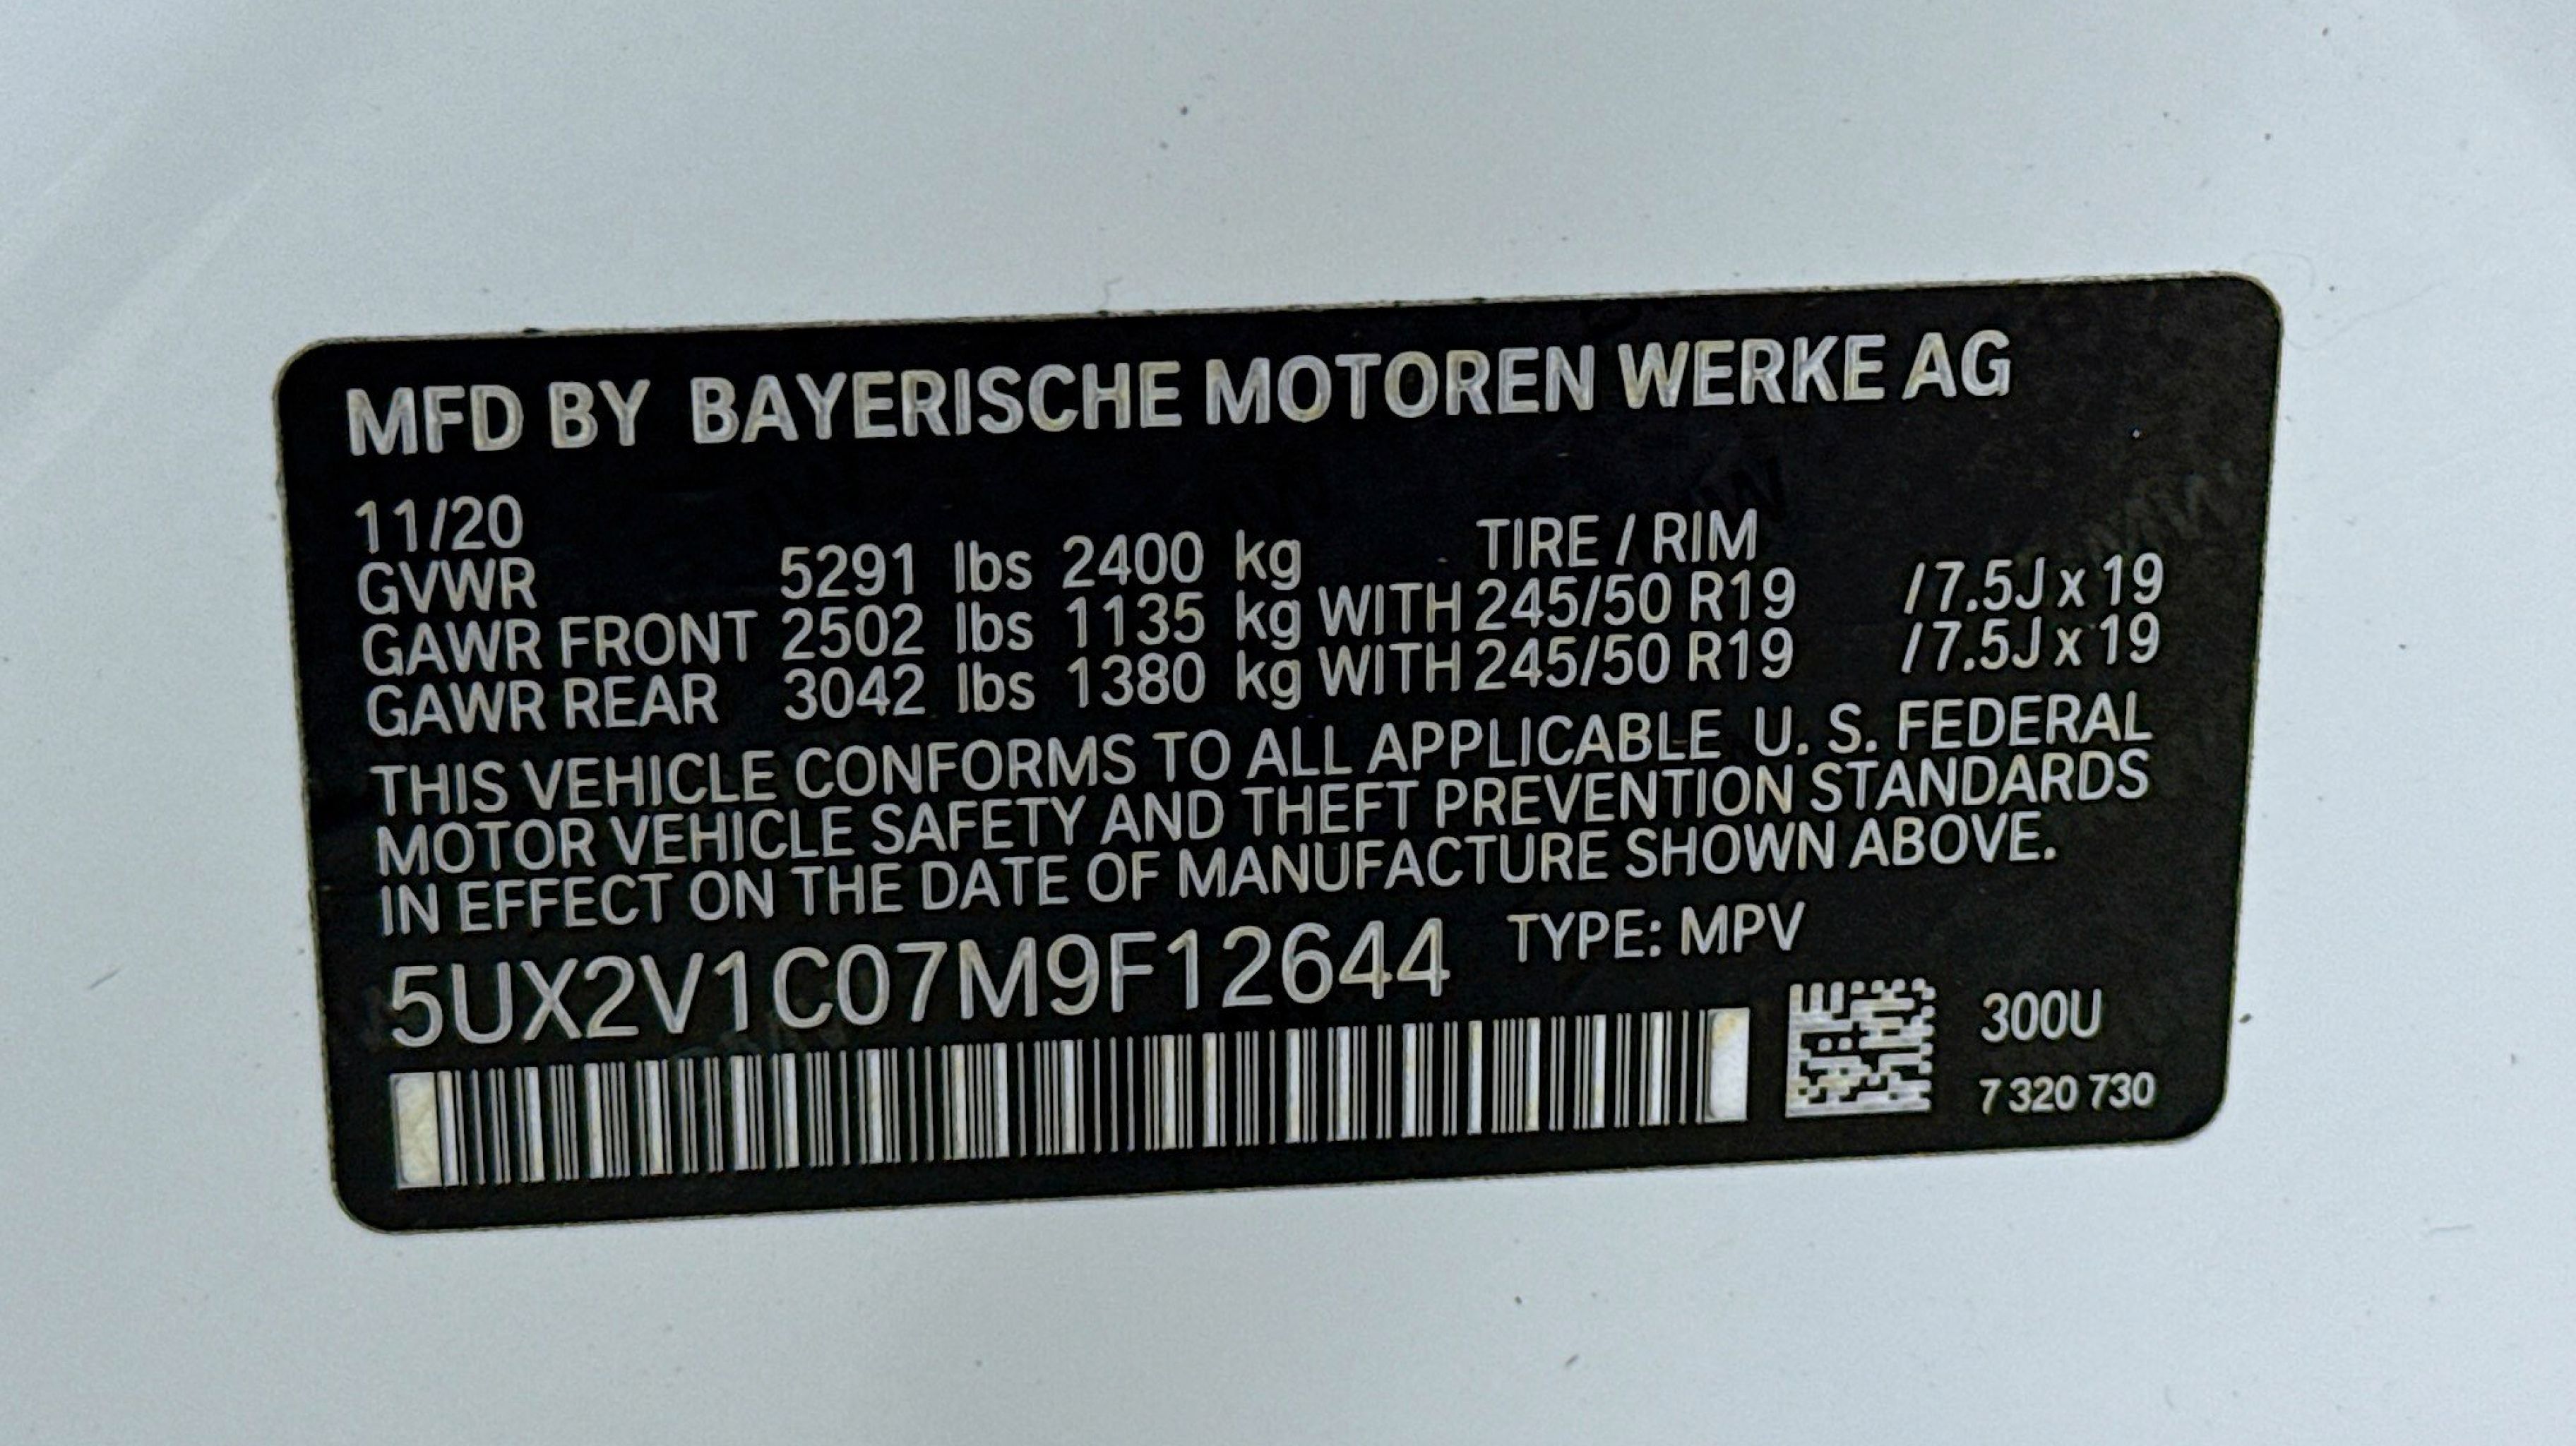 MFD BY BAYERISCHE MOTOREN WERKE AG
11/20 TIRE / RIM
GVWR 5291 lbs 2400 kg
GAWR FRONT 2502 lbs 1135 kg WITH 245/50 R19 / 7.5J x 19
GAWR REAR 3042 lbs 1380 kg WITH 245/50 R19 / 7.5J x 19
THIS VEHICLE CONFORMS TO ALL APPLICABLE U. S. FEDERAL
MOTOR VEHICLE SAFETY AND THEFT PREVENTION STANDARDS
IN EFFECT ON THE DATE OF MANUFACTURE SHOWN ABOVE.
5UX2V1C07M9F12644 TYPE: MPV
300U
7 320 730